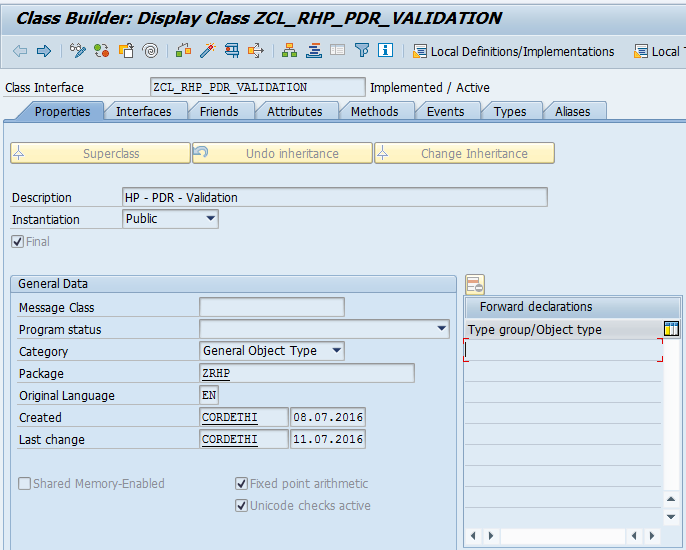 Class Builder: Display Class ZCL_RHP_PDR_VALIDATION
Local Definitions/Implementations Local T
Class Interface ZCL_RHP_PDR_VALIDATION Implemented / Active
Properties Interfaces Friends Attributes Methods Events Types Aliases
Superclass Undo inheritance Change Inheritance
Description HP - PDR - Validation
Instantiation Public
Final
General Data
Message Class
Program status
Category General Object Type
Package ZRHP
Original Language EN
Created CORDETHI 08.07.2016
Last change CORDETHI 11.07.2016
Shared Memory-Enabled Fixed point arithmetic
Unicode checks active
Forward declarations
Type group/Object type